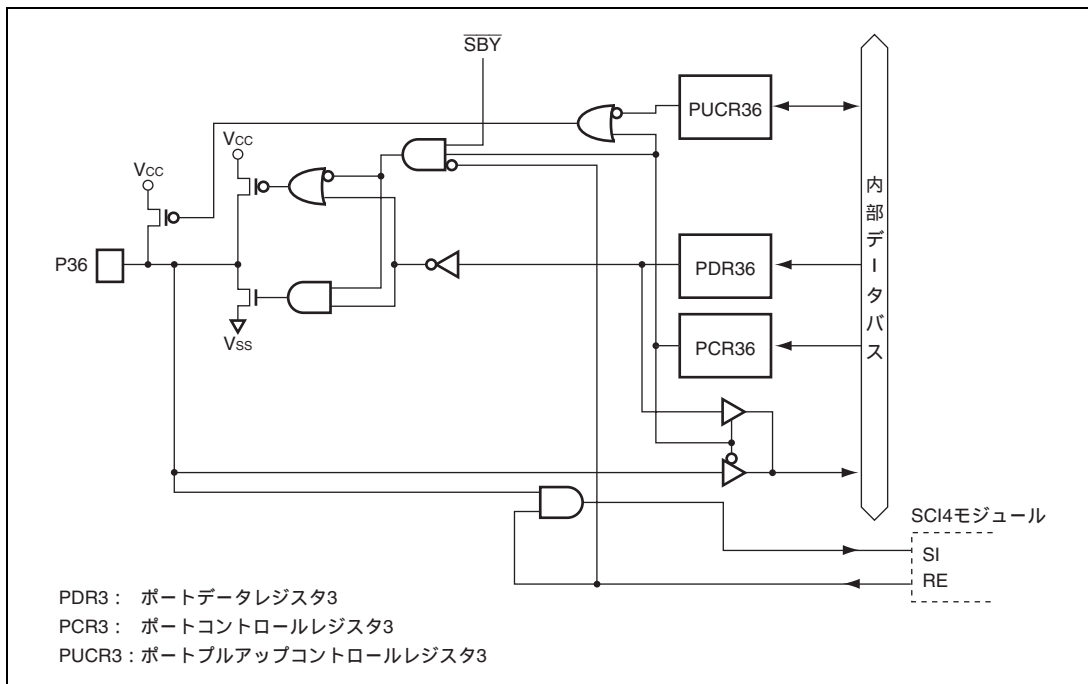 SBY
PUCR36
VCC
VCC
P36
VSS
PDR36
PCR36
内部データバス
SCI4モジュール
SI
RE
PDR3： ポートデータレジスタ3
PCR3： ポートコントロールレジスタ3
PUCR3：ポートプルアップコントロールレジスタ3